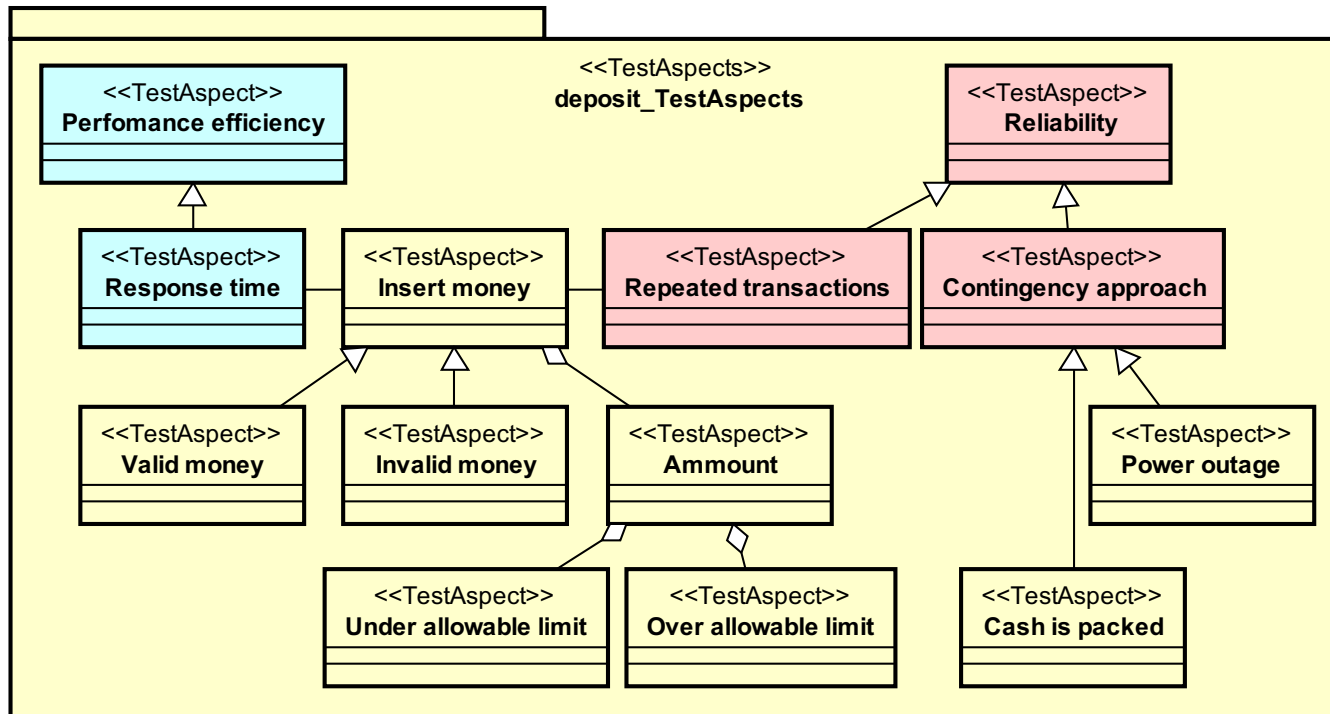 <<TestAspects>>
deposit_TestAspects
<<TestAspect>>
Perfomance efficiency
<<TestAspect>>
Reliability
<<TestAspect>>
Response time
<<TestAspect>>
Insert money
<<TestAspect>>
Repeated transactions
<<TestAspect>>
Contingency approach
<<TestAspect>>
Valid money
<<TestAspect>>
Invalid money
<<TestAspect>>
Ammount
<<TestAspect>>
Power outage
<<TestAspect>>
Under allowable limit
<<TestAspect>>
Over allowable limit
<<TestAspect>>
Cash is packed